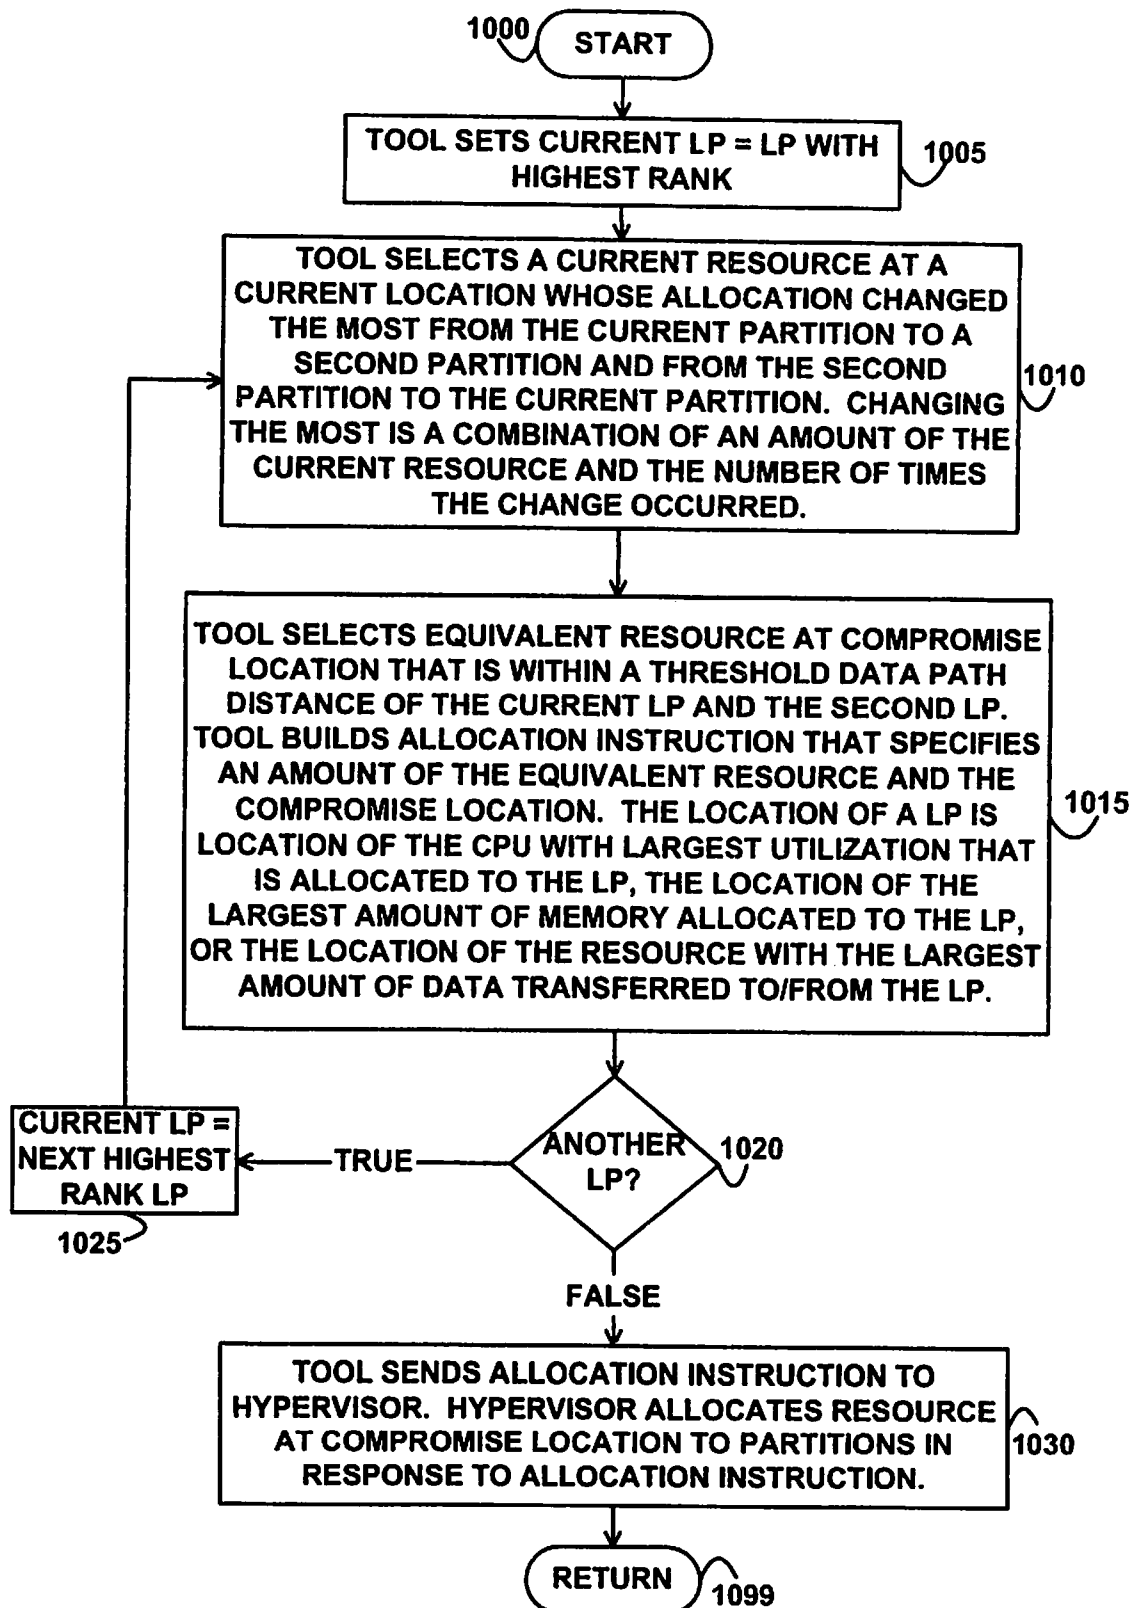 1000
START
TOOL SETS CURRENT LP = LP WITH
HIGHEST RANK
1005
TOOL SELECTS A CURRENT RESOURCE AT A
CURRENT LOCATION WHOSE ALLOCATION CHANGED
THE MOST FROM THE CURRENT PARTITION TO A
SECOND PARTITION AND FROM THE SECOND
PARTITION TO THE CURRENT PARTITION. CHANGING
THE MOST IS A COMBINATION OF AN AMOUNT OF THE
CURRENT RESOURCE AND THE NUMBER OF TIMES
THE CHANGE OCCURRED.
1010
TOOL SELECTS EQUIVALENT RESOURCE AT COMPROMISE
LOCATION THAT IS WITHIN A THRESHOLD DATA PATH
DISTANCE OF THE CURRENT LP AND THE SECOND LP.
TOOL BUILDS ALLOCATION INSTRUCTION THAT SPECIFIES
AN AMOUNT OF THE EQUIVALENT RESOURCE AND THE
COMPROMISE LOCATION. THE LOCATION OF A LP IS
LOCATION OF THE CPU WITH LARGEST UTILIZATION THAT
IS ALLOCATED TO THE LP, THE LOCATION OF THE
LARGEST AMOUNT OF MEMORY ALLOCATED TO THE LP,
OR THE LOCATION OF THE RESOURCE WITH THE LARGEST
AMOUNT OF DATA TRANSFERRED TO/FROM THE LP.
1015
CURRENT LP =
NEXT HIGHEST
RANK LP
1025
TRUE
ANOTHER
LP?
1020
FALSE
TOOL SENDS ALLOCATION INSTRUCTION TO
HYPERVISOR. HYPERVISOR ALLOCATES RESOURCE
AT COMPROMISE LOCATION TO PARTITIONS IN
RESPONSE TO ALLOCATION INSTRUCTION.
1030
RETURN
1099